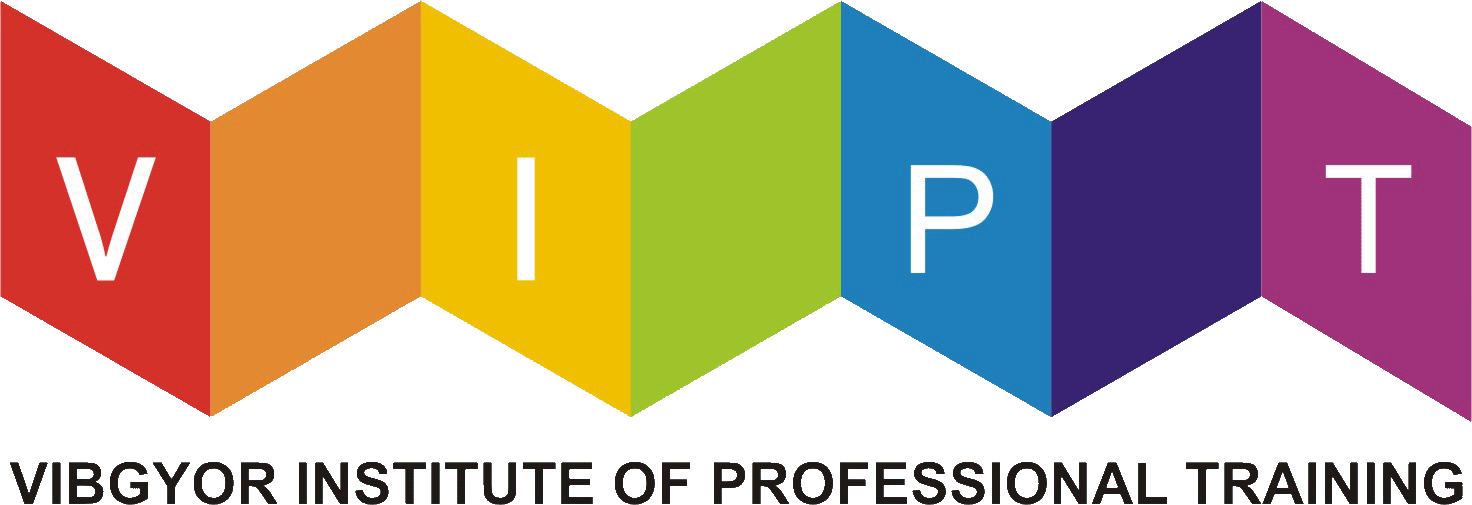 V I P T
VIBGYOR INSTITUTE OF PROFESSIONAL TRAINING